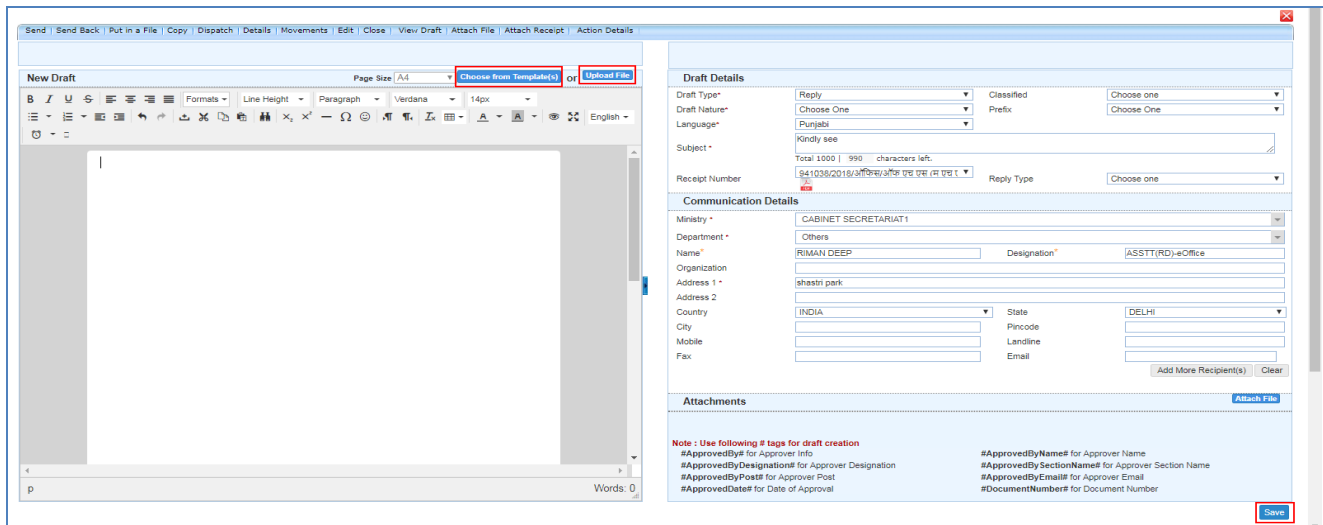 Send | Send Back | Put in a File | Copy | Dispatch | Details | Movements | Edit | Close | View Draft | Attach File | Attach Receipt | Action Details
New Draft Page Size A4 Choose from Template(s) or Upload File
B I U S Formats Line Height Paragraph Verdana 14px
English
p Words: 0
Draft Details
Draft Type* Reply Classified Choose one
Draft Nature* Choose One Prefix Choose One
Language* Punjabi
Subject * Kindly see
Total 1000 | 990 characters left.
Receipt Number 941038/2018/ऑफिस/ऑफ एच एस Reply Type Choose one
Communication Details
Ministry * CABINET SECRETARIAT1
Department * Others
Name* RIMAN DEEP Designation* ASSTT(RD)-eOffice
Organization
Address 1 * shastri park
Address 2
Country INDIA State DELHI
City Pincode
Mobile Landline
Fax Email
Add More Recipient(s) Clear
Attachments Attach File
Note : Use following # tags for draft creation
#ApprovedBy# for Approver Info #ApprovedByName# for Approver Name
#ApprovedByDesignation# for Approver Designation #ApprovedBySectionName# for Approver Section Name
#ApprovedByPost# for Approver Post #ApprovedByEmail# for Approver Email
#ApprovedDate# for Date of Approval #DocumentNumber# for Document Number
Save